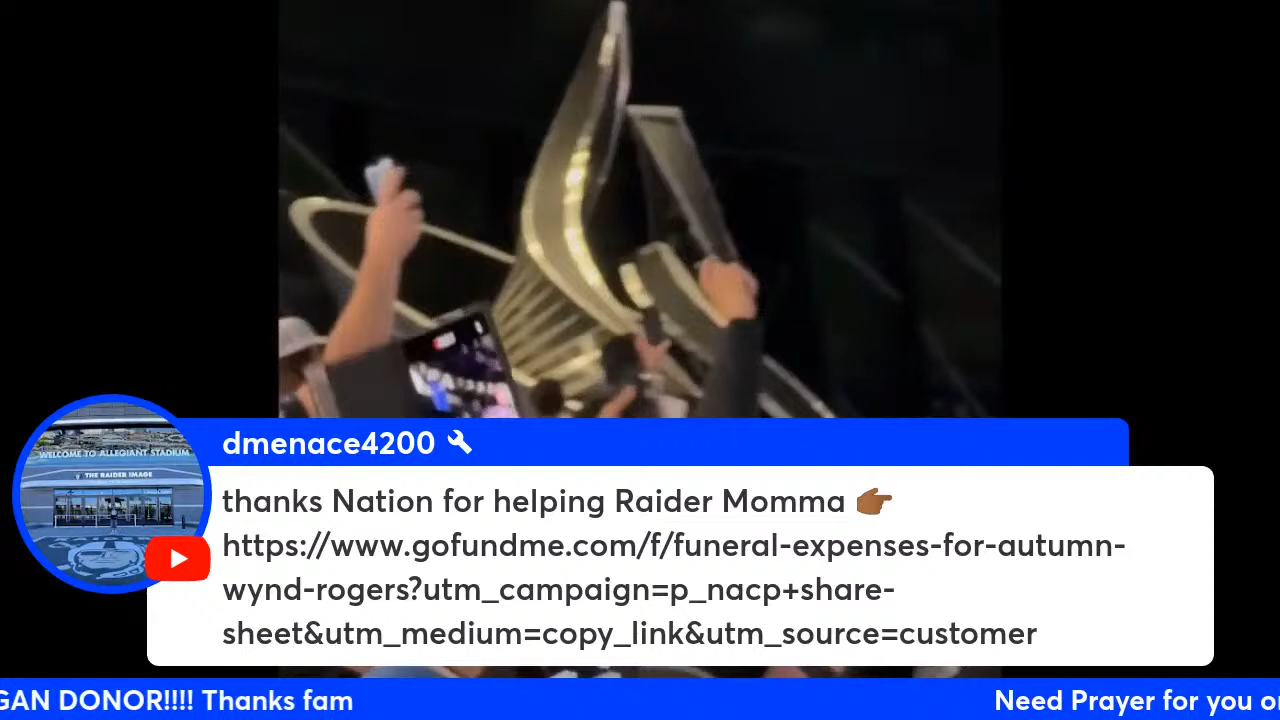 dmenace4200
WELCOME TO ALLEGIANT STADIUM
THE RAIDER IMAGE
thanks Nation for helping Raider Momma 👉🏾
https://www.gofundme.com/f/funeral-expenses-for-autumn-
wynd-rogers?utm_campaign=p_nacp+share-
sheet&utm_medium=copy_link&utm_source=customer
GAN DONOR!!!! Thanks fam
Need Prayer for you